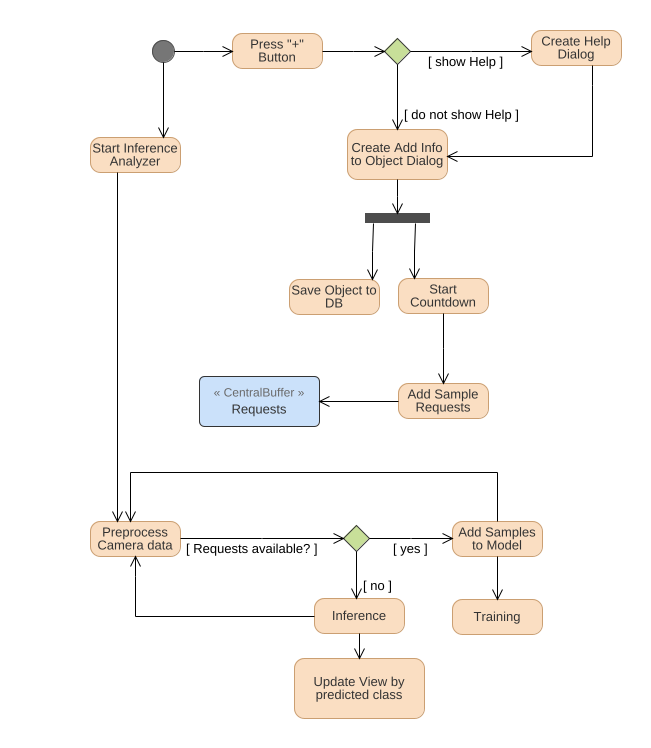 Press "+"
Button
[ show Help ]
Create Help
Dialog
[ do not show Help ]
Start Inference
Analyzer
Create Add Info
to Object Dialog
Save Object to
DB
Start
Countdown
« CentralBuffer »
Requests
Add Sample
Requests
Preprocess
Camera data
[ Requests available? ]
[ yes ]
Add Samples
to Model
[ no ]
Inference
Training
Update View by
predicted class